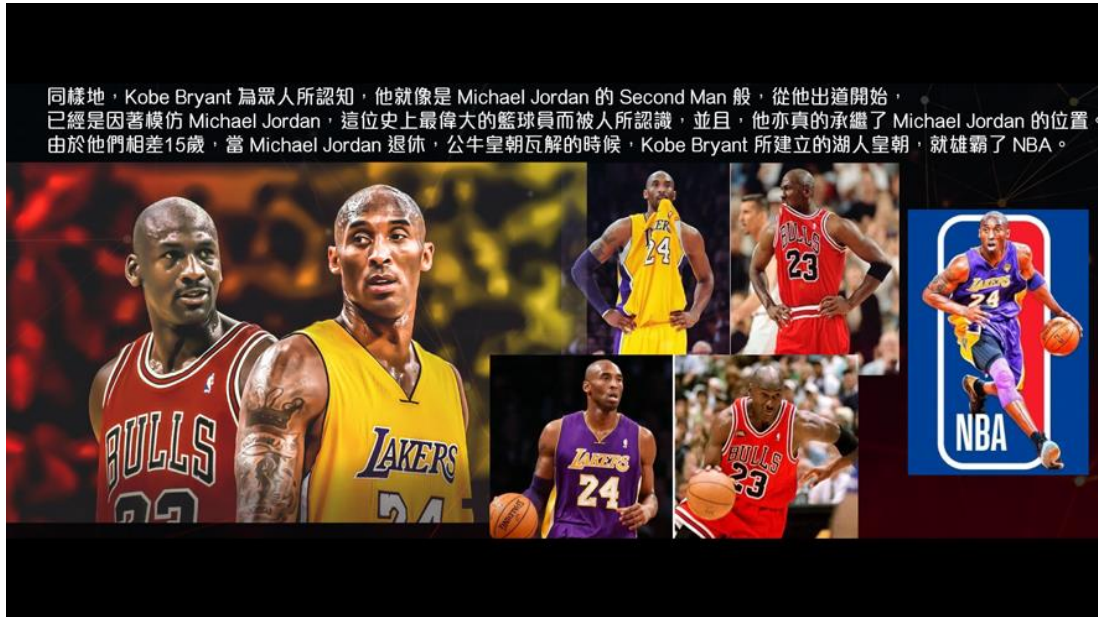 同樣地，Kobe Bryant 為眾人所認知，他就像是 Michael Jordan 的 Second Man 般，從他出道開始，
已經是因著模仿 Michael Jordan，這位史上最偉大的籃球員而被人所認識，並且，他亦真的承繼了 Michael Jordan 的位置。
由於他們相差15歲，當 Michael Jordan 退休，公牛皇朝瓦解的時候，Kobe Bryant 所建立的湖人皇朝，就雄霸了 NBA。
LAKERS
24
BULLS
23
LAKERS
24
NBA
BULLS
23
LAKERS
24
LAKERS
24
SPALDING
BULLS
23